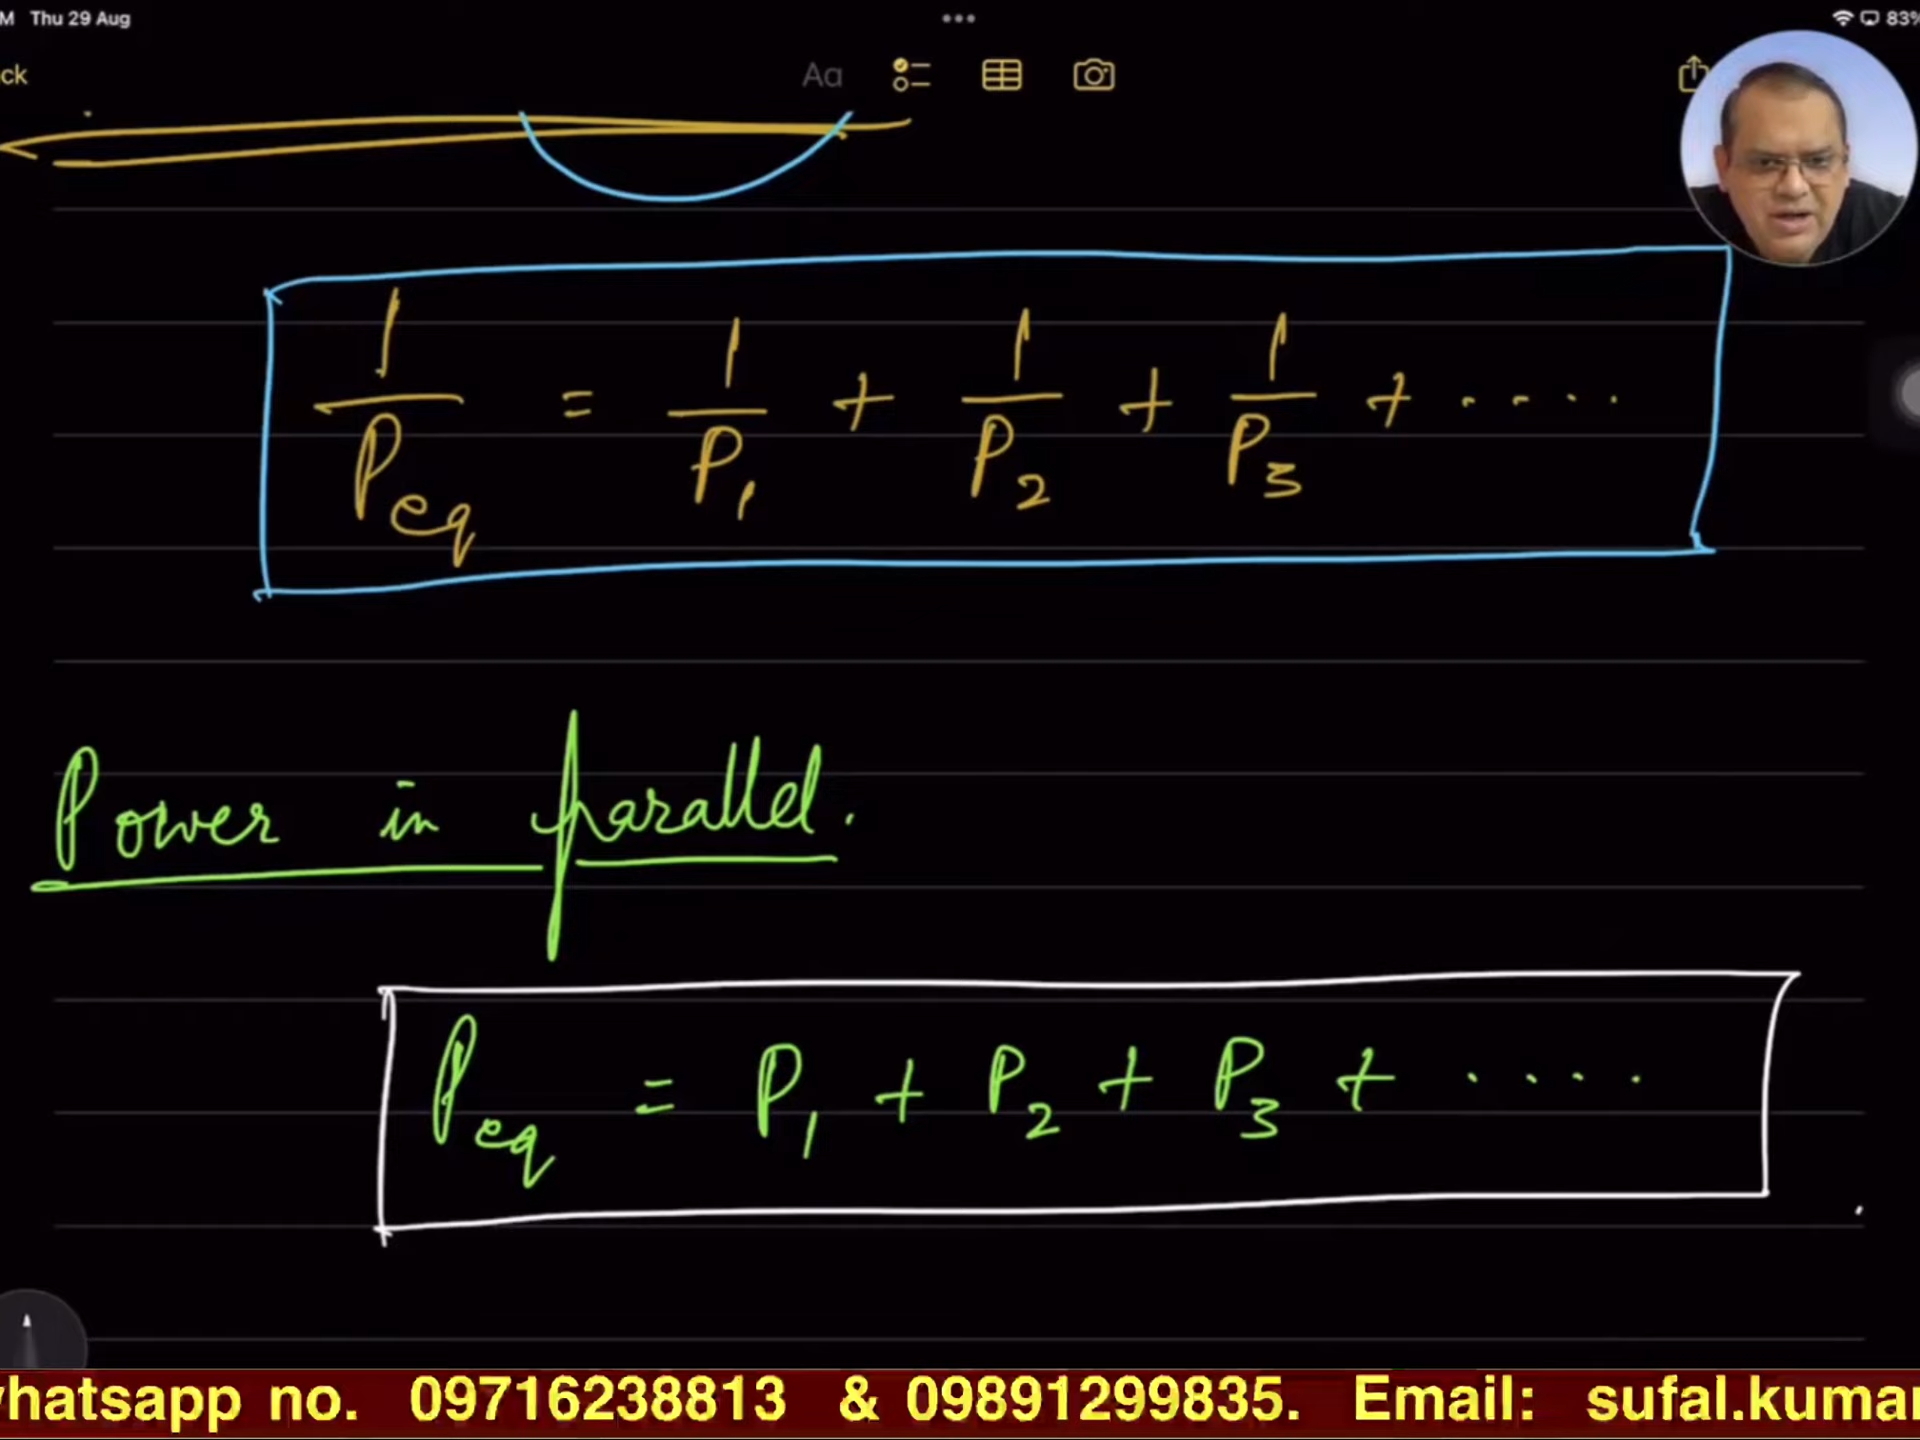 M Thu 29 Aug
83%
ck
Aa
1/Peq = 1/P1 + 1/P2 + 1/P3 + ....
Power in parallel.
Peq = P1 + P2 + P3 + ....
whatsapp no. 09716238813 & 09891299835. Email: sufal.kumar